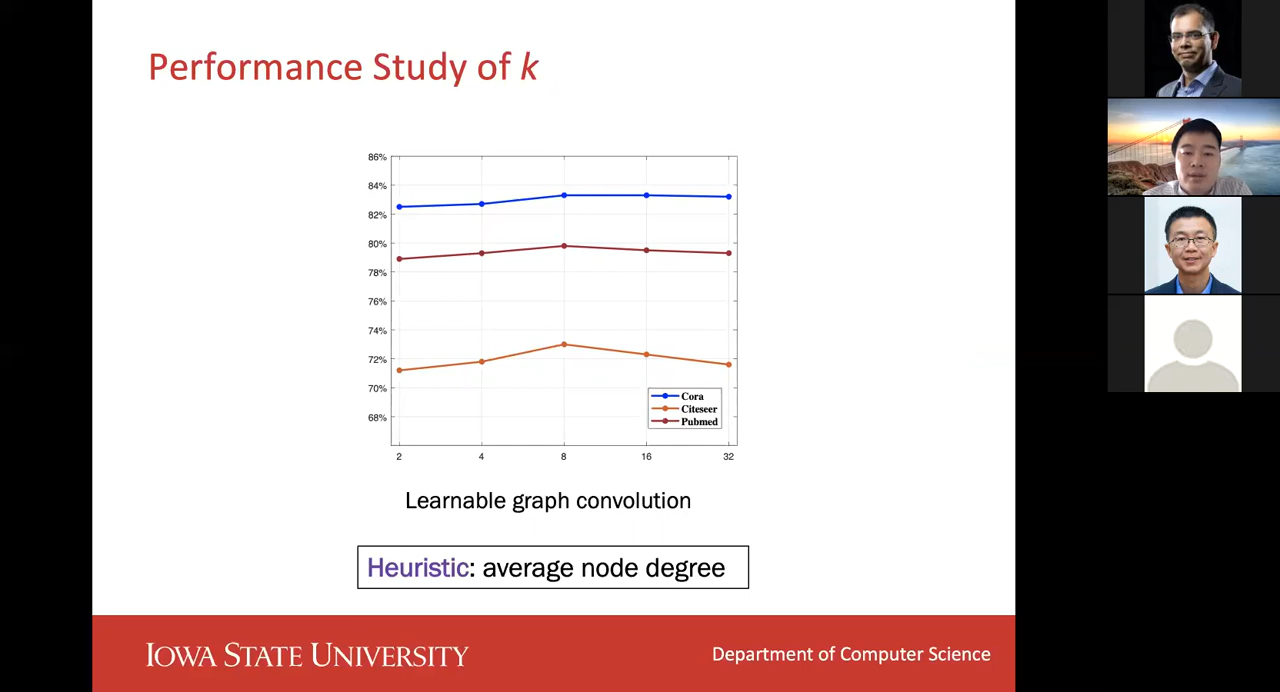 Performance Study of k
86%
84%
82%
80%
78%
76%
74%
72%
70%
68%
Cora
Citeseer
Pubmed
2 4 8 16 32
Learnable graph convolution
Heuristic: average node degree
IOWA STATE UNIVERSITY
Department of Computer Science